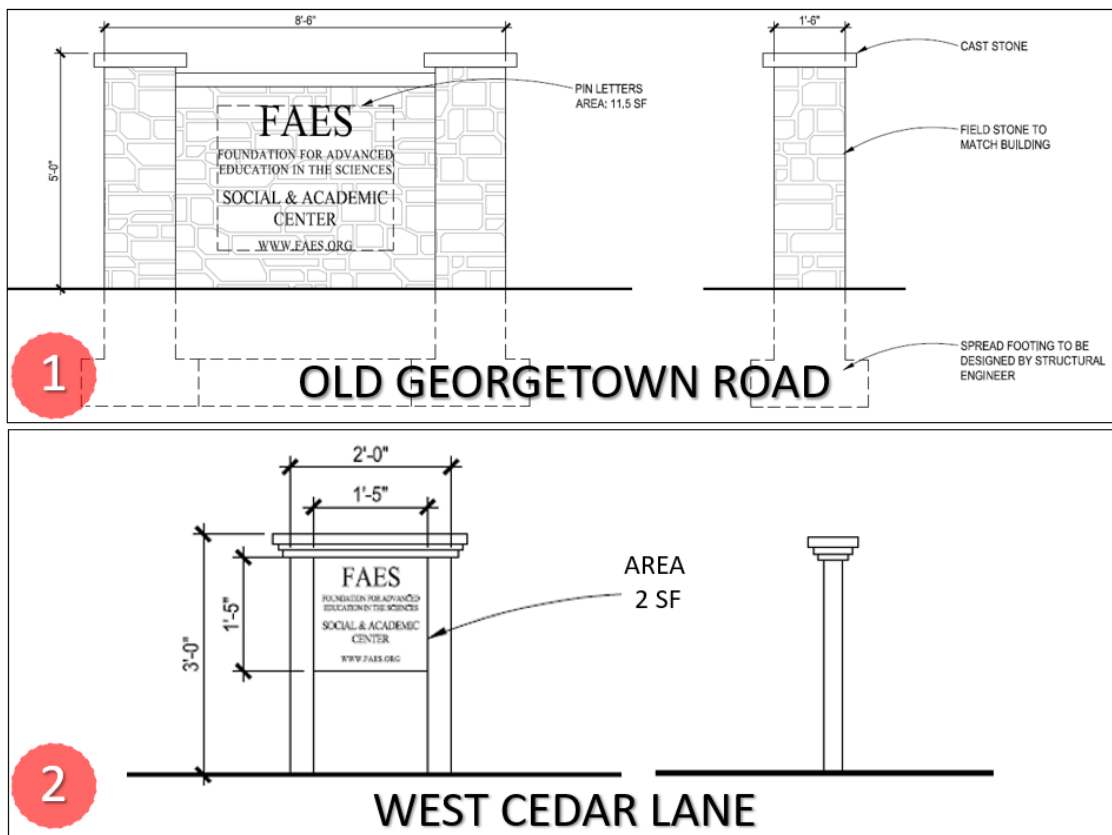 8'-6"
1'-6"
CAST STONE
PIN LETTERS
AREA: 11.5 SF
FAES
FOUNDATION FOR ADVANCED
EDUCATION IN THE SCIENCES
SOCIAL & ACADEMIC
CENTER
WWW.FAES.ORG
5'-0"
FIELD STONE TO
MATCH BUILDING
SPREAD FOOTING TO BE
DESIGNED BY STRUCTURAL
ENGINEER
1
OLD GEORGETOWN ROAD
2'-0"
1'-5"
FAES
FOUNDATION FOR ADVANCED
EDUCATION IN THE SCIENCES
SOCIAL & ACADEMIC
CENTER
WWW.FAES.ORG
1'-5"
3'-0"
AREA
2 SF
2
WEST CEDAR LANE